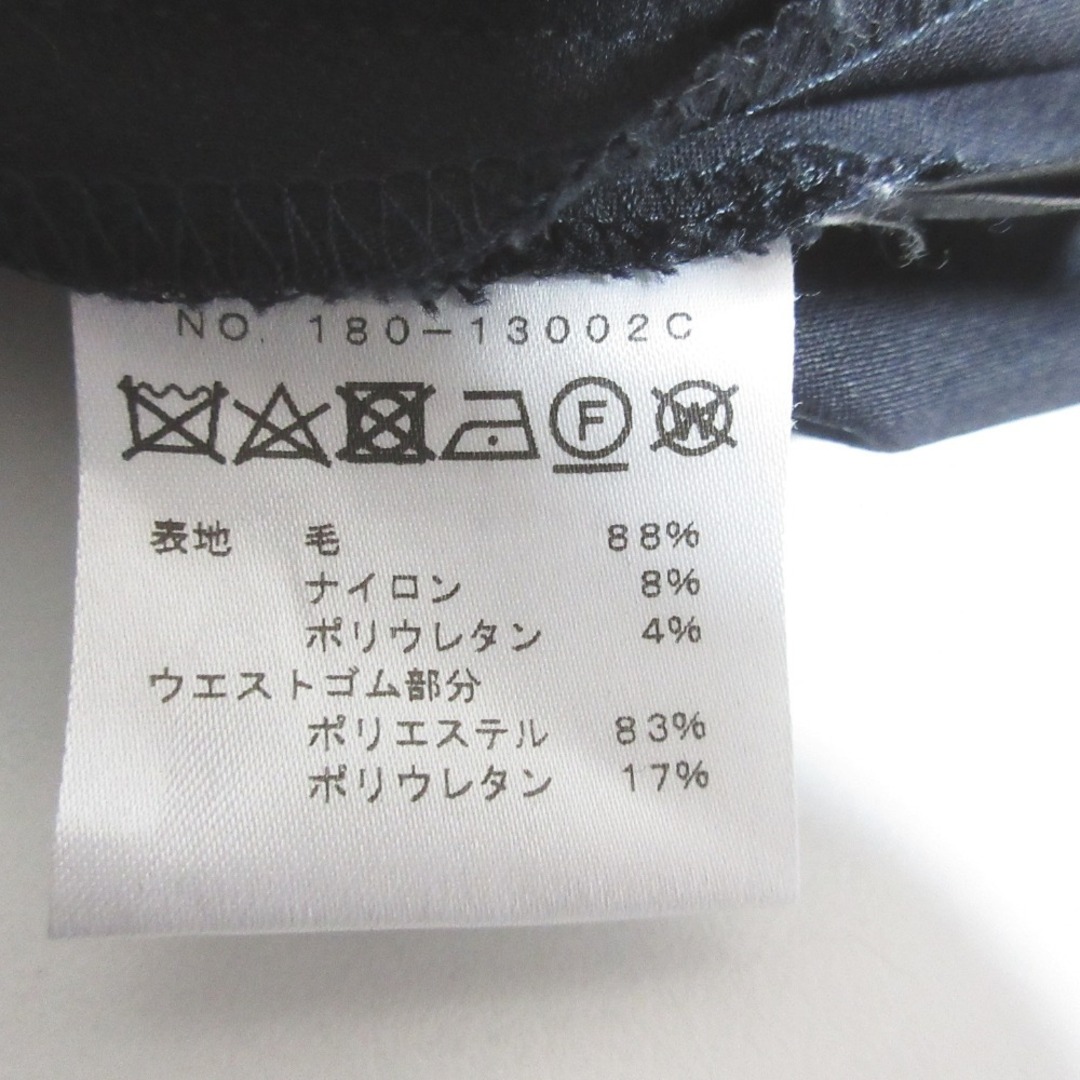 NO. 180-13002C
F W
表地 毛 88%
ナイロン 8%
ポリウレタン 4%
ウエストゴム部分
ポリエステル 83%
ポリウレタン 17%